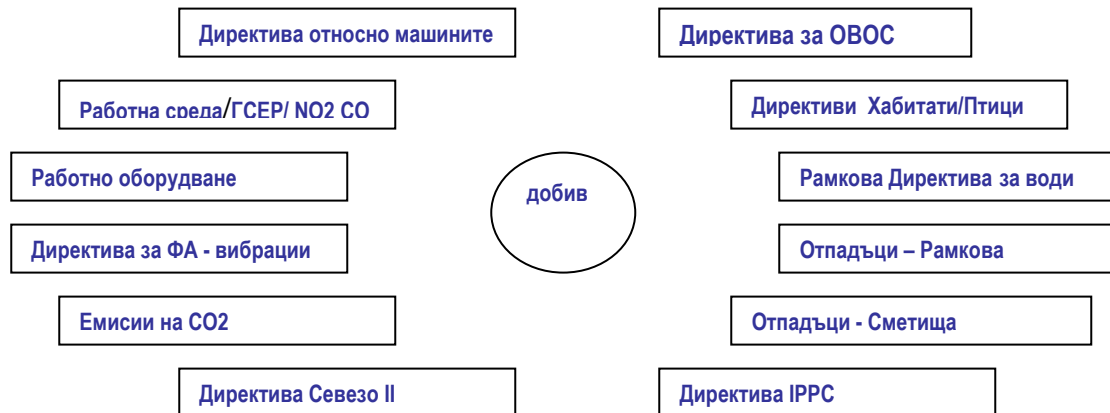 Директива относно машините
Директива за ОВОС
Работна среда/ГСЕР/ NO2 CO
Директиви Хабитати/Птици
Работно оборудване
добив
Рамкова Директива за води
Директива за ФА - вибрации
Отпадъци – Рамкова
Емисии на CO2
Отпадъци - Сметища
Директива Севезо II
Директива IPPC